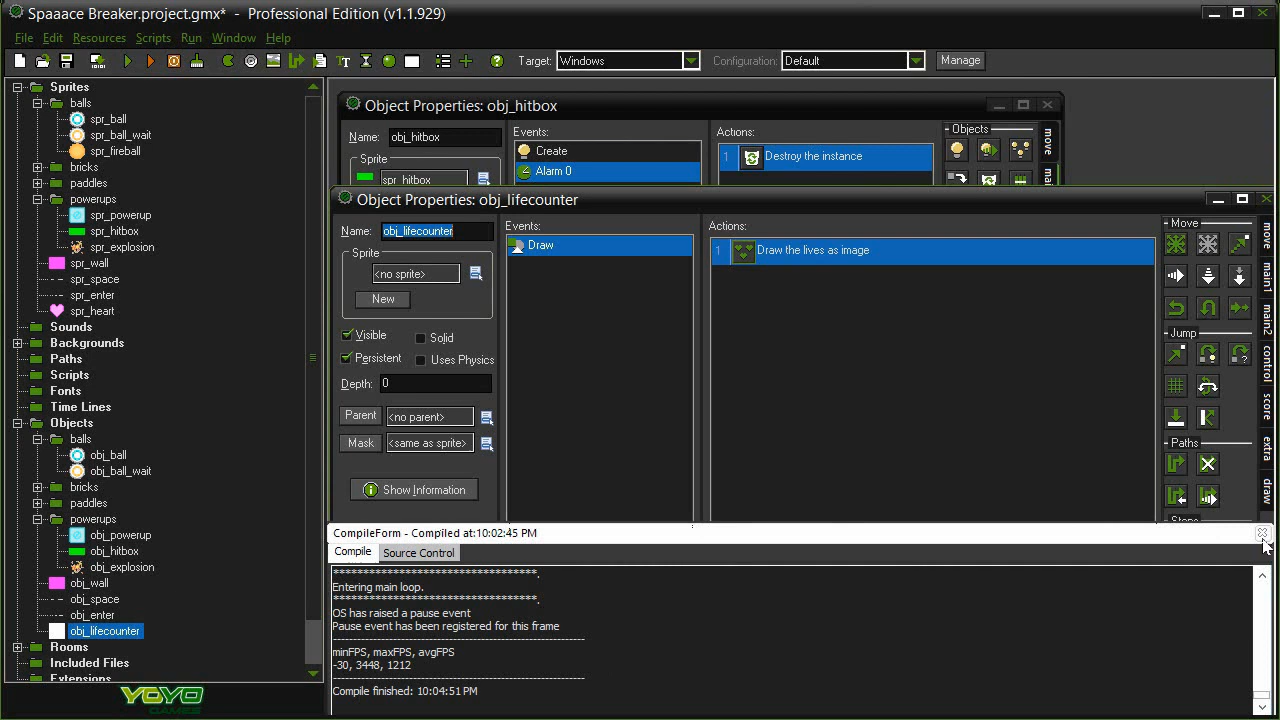 Spaaace Breaker.project.gmx* - Professional Edition (v1.1.929)
File Edit Resources Scripts Run Window Help
Target: Windows Configuration: Default Manage
Sprites
balls
spr_ball
spr_ball_wait
spr_fireball
bricks
paddles
powerups
spr_powerup
spr_hitbox
spr_explosion
spr_wall
spr_space
spr_enter
spr_heart
Sounds
Backgrounds
Paths
Scripts
Fonts
Time Lines
Objects
balls
obj_ball
obj_ball_wait
bricks
paddles
powerups
obj_powerup
obj_hitbox
obj_explosion
obj_wall
obj_space
obj_enter
obj_lifecounter
Rooms
Included Files
Extensions
YOYO
GAMES
Object Properties: obj_hitbox
Name: obj_hitbox
Sprite
spr_hitbox
Events:
Create
Alarm 0
Actions:
1 Destroy the instance
Objects
move
Object Properties: obj_lifecounter
Name: obj_lifecounter
Sprite
<no sprite>
New
Visible Solid
Persistent Uses Physics
Depth: 0
Parent <no parent>
Mask <same as sprite>
Show Information
Events:
Draw
Actions:
1 Draw the lives as image
Move
Jump
Paths
move
main1
main2
control
score
extra
draw
CompileForm - Compiled at:10:02:45 PM
Compile Source Control
**********************************.
Entering main loop.
**********************************.
OS has raised a pause event
Pause event has been registered for this frame
minFPS, maxFPS, avgFPS
-30, 3448, 1212
Compile finished: 10:04:51 PM